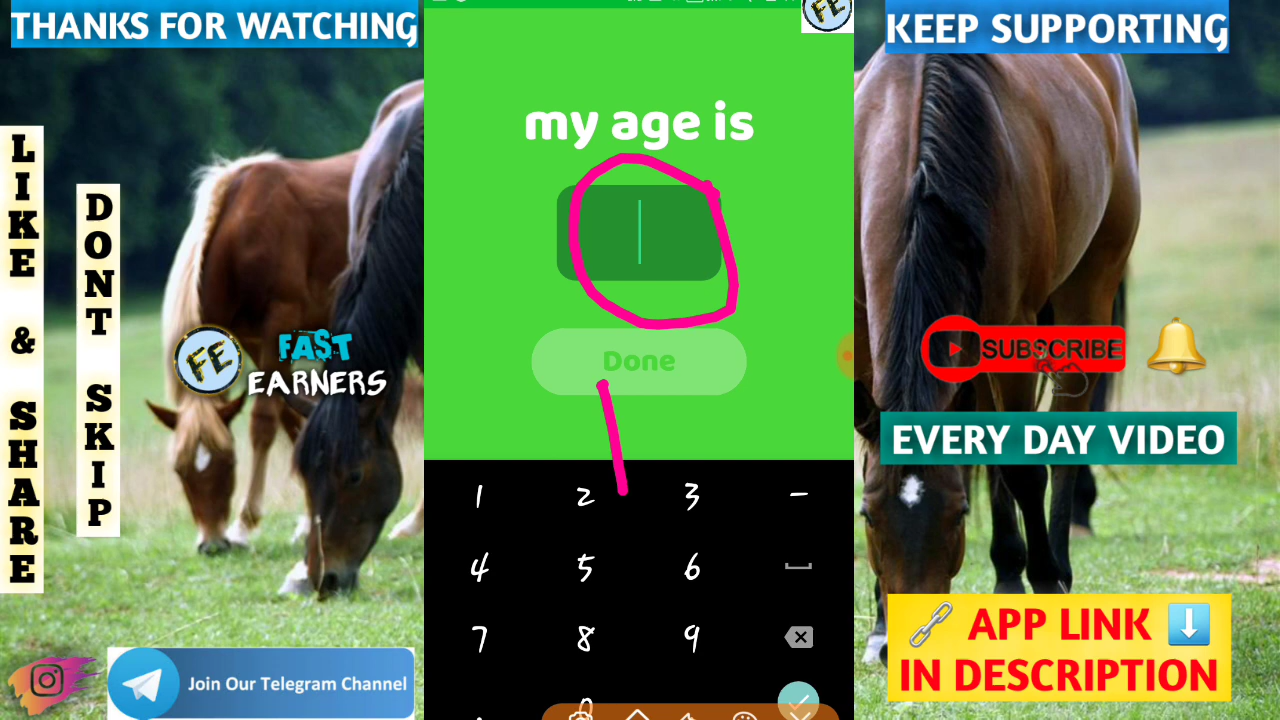 THANKS FOR WATCHING
LIKE & SHARE
DONT SKIP
FE
FAST
EARNERS
Join Our Telegram Channel
FE
my age is
Done
1 2 3 -
4 5 6
7 8 9
KEEP SUPPORTING
SUBSCRIBE
EVERY DAY VIDEO
APP LINK
IN DESCRIPTION